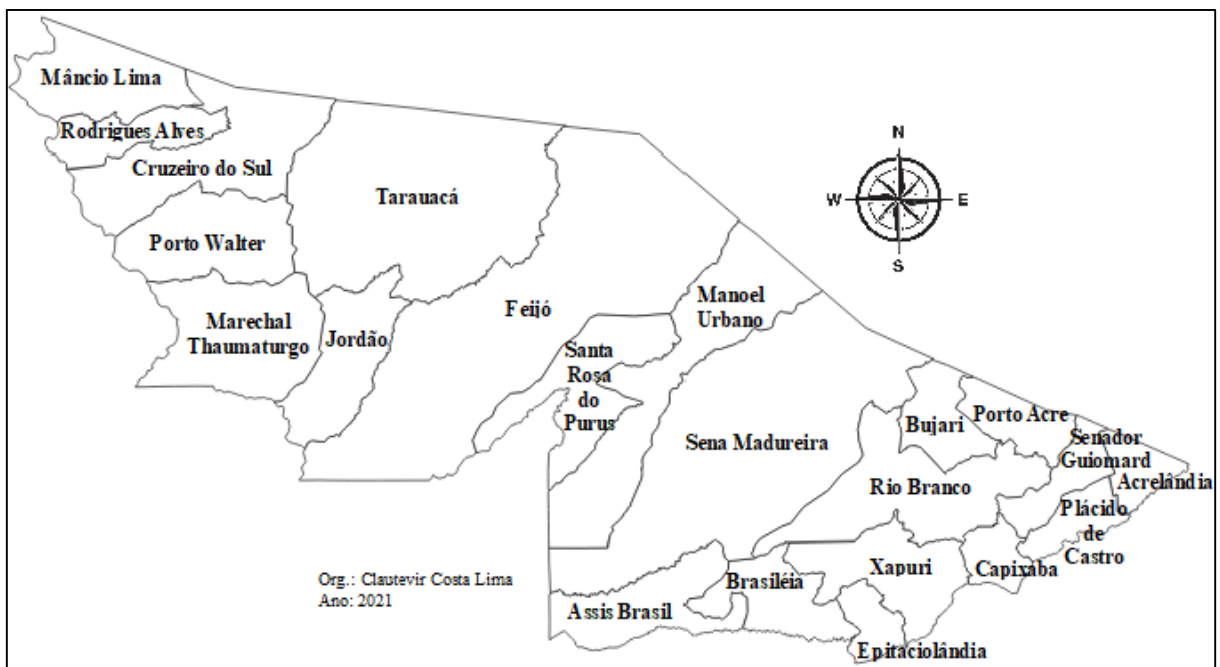 Mâncio Lima
Rodrigues Alves
Cruzeiro do Sul
Tarauacá
Porto Walter
Marechal
Thaumaturgo
Jordão
Feijó
Manoel
Urbano
Santa
Rosa
do
Purus
Sena Madureira
Bujari
Porto Acre
Senador
Guiomard
Acrelândia
Rio Branco
Plácido
de
Castro
Xapuri
Capixaba
Brasiléia
Assis Brasil
Epitaciolândia
N
W
E
S
Org.: Clautevir Costa Lima
Ano: 2021